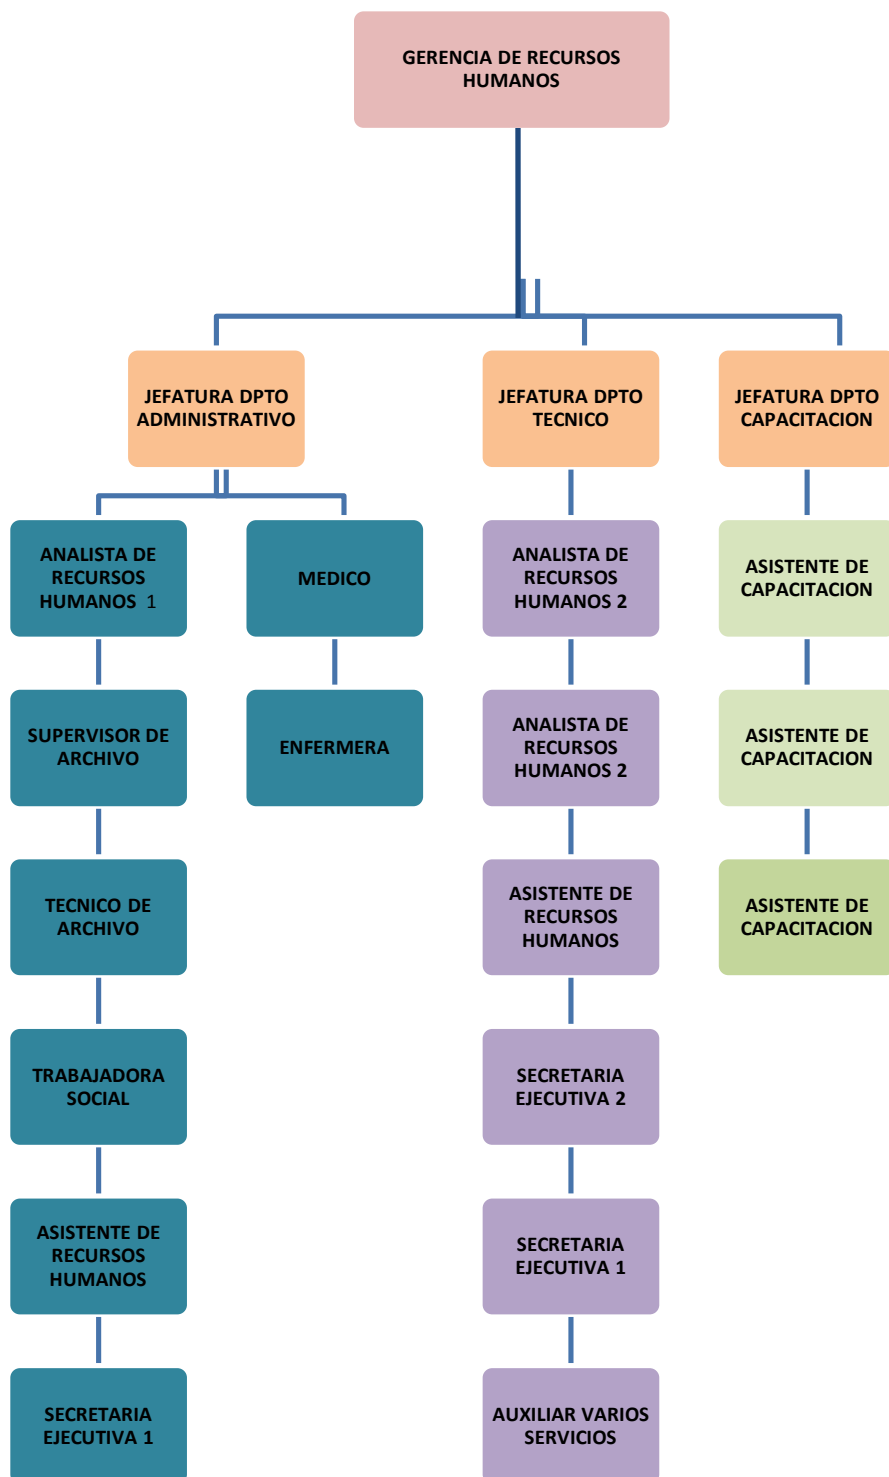 GERENCIA DE RECURSOS
HUMANOS
JEFATURA DPTO
ADMINISTRATIVO
JEFATURA DPTO
TECNICO
JEFATURA DPTO
CAPACITACION
ANALISTA DE
RECURSOS
HUMANOS 1
MEDICO
ANALISTA DE
RECURSOS
HUMANOS 2
ASISTENTE DE
CAPACITACION
SUPERVISOR DE
ARCHIVO
ENFERMERA
ANALISTA DE
RECURSOS
HUMANOS 2
ASISTENTE DE
CAPACITACION
TECNICO DE
ARCHIVO
ASISTENTE DE
RECURSOS
HUMANOS
ASISTENTE DE
CAPACITACION
TRABAJADORA
SOCIAL
SECRETARIA
EJECUTIVA 2
ASISTENTE DE
RECURSOS
HUMANOS
SECRETARIA
EJECUTIVA 1
SECRETARIA
EJECUTIVA 1
AUXILIAR VARIOS
SERVICIOS